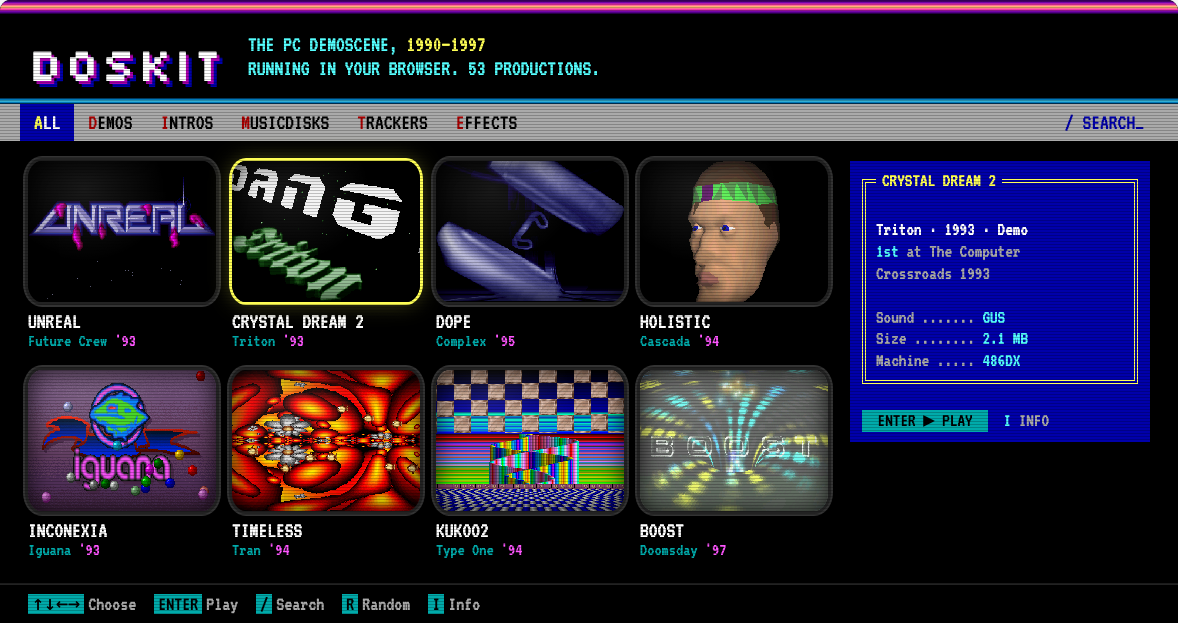 DOSKIT
THE PC DEMOSCENE, 1990-1997
RUNNING IN YOUR BROWSER. 53 PRODUCTIONS.
ALL DEMOS INTROS MUSICDISKS TRACKERS EFFECTS / SEARCH_
UNREAL
DANG
Triton
UNREAL
Future Crew '93
CRYSTAL DREAM 2
Triton '93
DOPE
Complex '95
HOLISTIC
Cascada '94
iguana
BOOST
INCONEXIA
Iguana '93
TIMELESS
Tran '94
KUKOO2
Type One '94
BOOST
Doomsday '97
CRYSTAL DREAM 2
Triton · 1993 · Demo
1st at The Computer
Crossroads 1993
Sound ....... GUS
Size ........ 2.1 MB
Machine ..... 486DX
ENTER ► PLAY I INFO
↑↓←→ Choose ENTER Play / Search R Random I Info